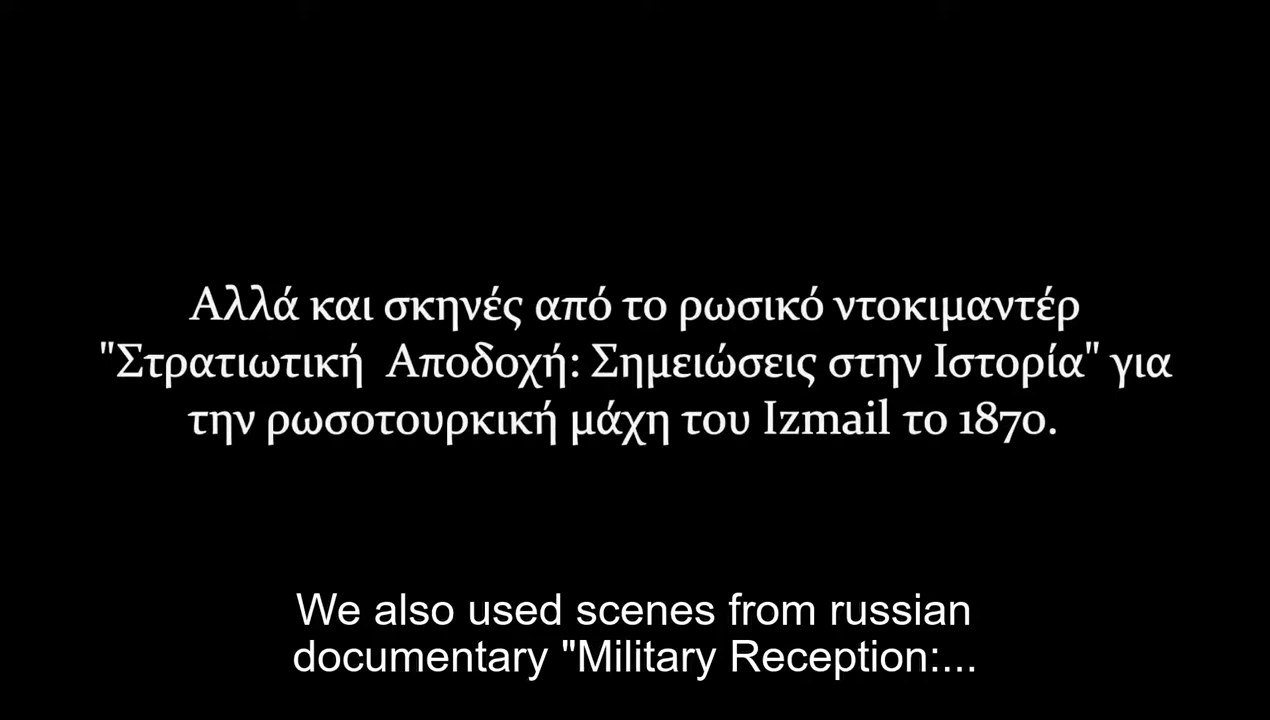 Αλλά και σκηνές από το ρωσικό ντοκιμαντέρ
"Στρατιωτική  Αποδοχή: Σημειώσεις στην Ιστορία" για
την ρωσοτουρκική μάχη του Izmail το 1870.
We also used scenes from russian
documentary "Military Reception:...